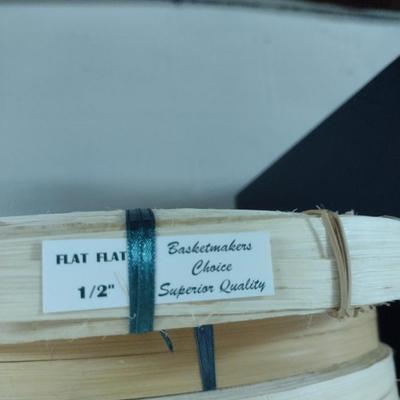 FLAT FLAT
1/2"
Basketmakers
Choice
Superior Quality